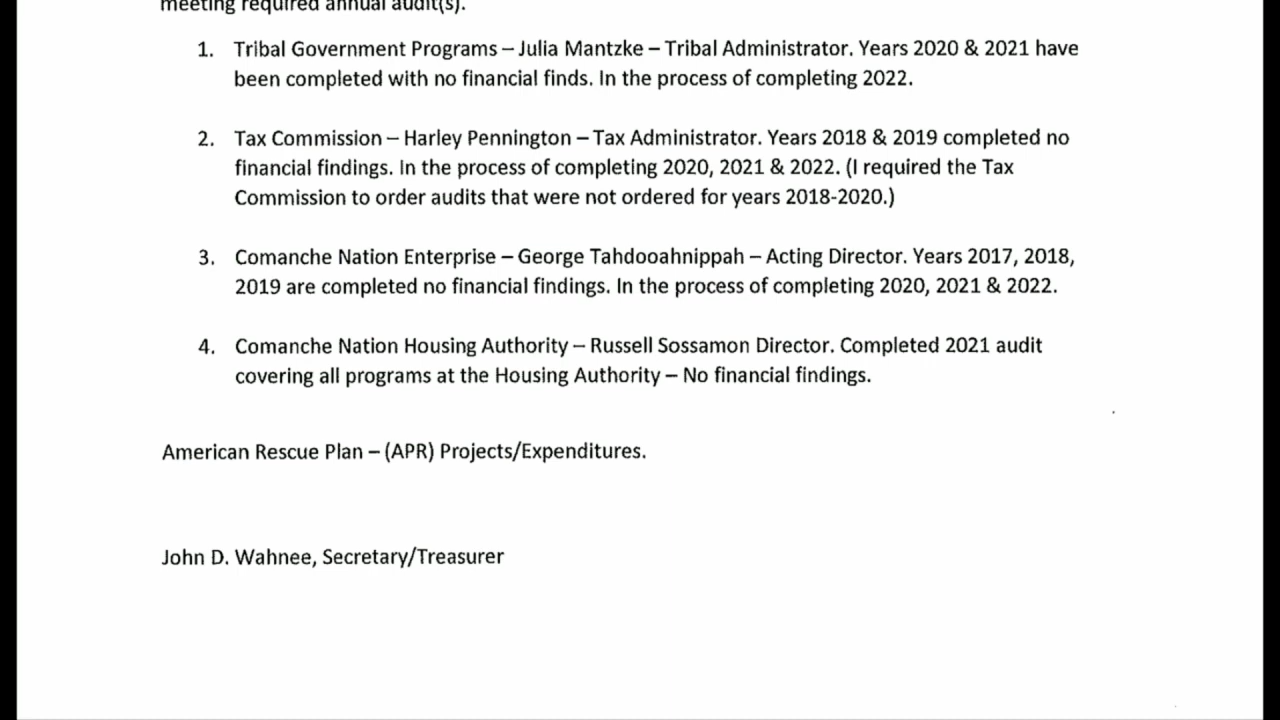 meeting required annual audit(s).
1. Tribal Government Programs – Julia Mantzke – Tribal Administrator. Years 2020 & 2021 have
been completed with no financial finds. In the process of completing 2022.
2. Tax Commission – Harley Pennington – Tax Administrator. Years 2018 & 2019 completed no
financial findings. In the process of completing 2020, 2021 & 2022. (I required the Tax
Commission to order audits that were not ordered for years 2018-2020.)
3. Comanche Nation Enterprise – George Tahdooahnippah – Acting Director. Years 2017, 2018,
2019 are completed no financial findings. In the process of completing 2020, 2021 & 2022.
4. Comanche Nation Housing Authority – Russell Sossamon Director. Completed 2021 audit
covering all programs at the Housing Authority – No financial findings.
American Rescue Plan – (APR) Projects/Expenditures.
John D. Wahnee, Secretary/Treasurer